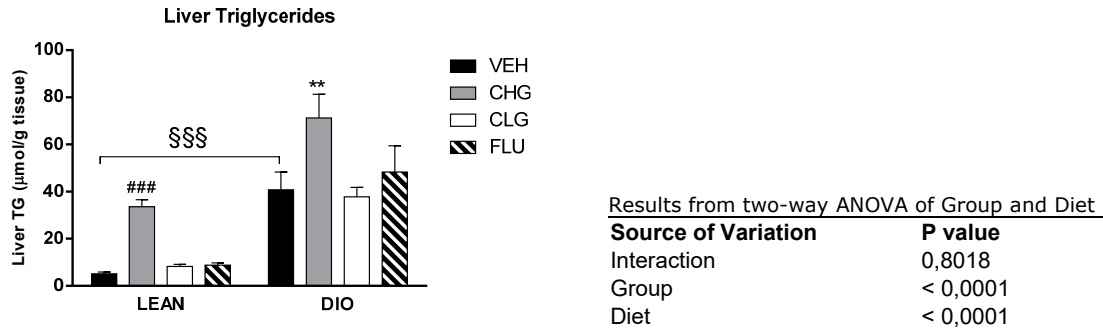 Liver Triglycerides
Liver TG (µmol/g tissue)
100
80
60
40
20
0
§§§
###
**
LEAN
DIO
VEH
CHG
CLG
FLU
Results from two-way ANOVA of Group and Diet
Source of Variation P value
Interaction 0,8018
Group < 0,0001
Diet < 0,0001